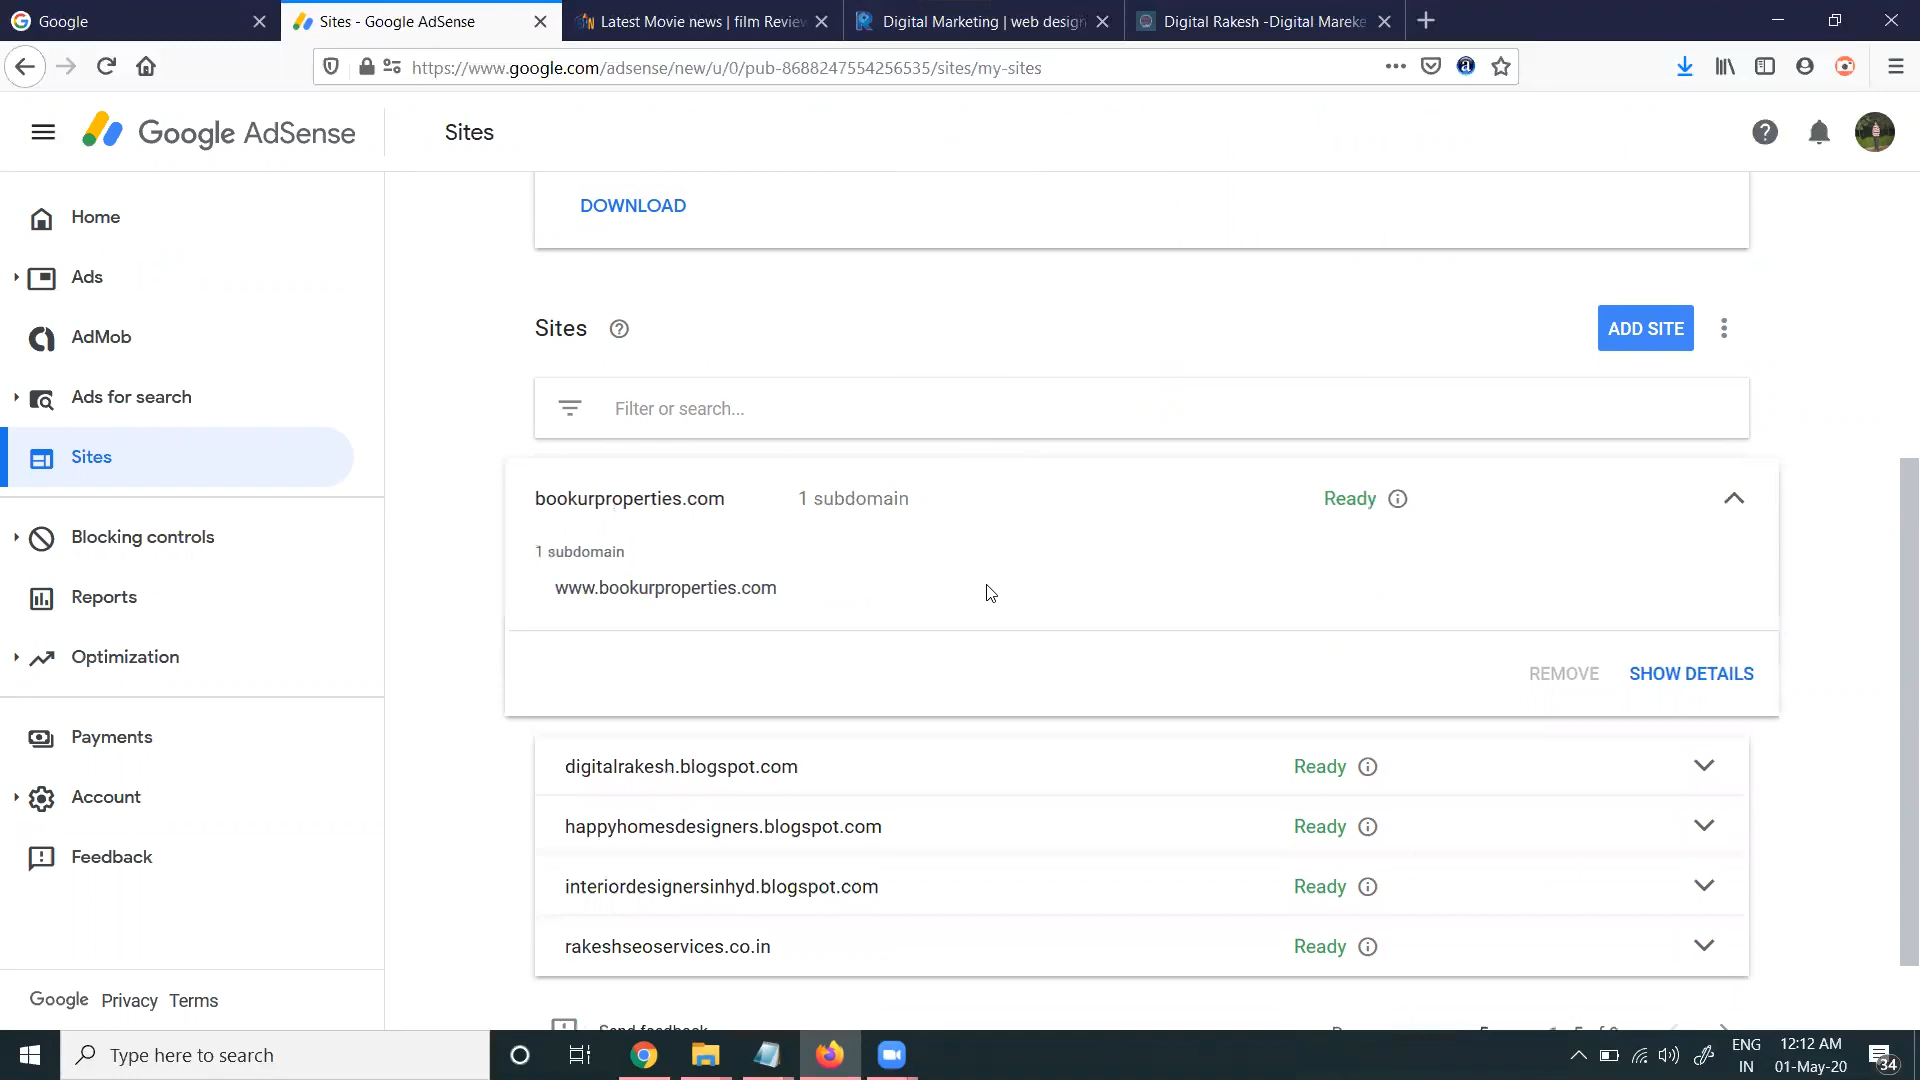 Google
Sites - Google AdSense
Latest Movie news | film Review
Digital Marketing | web design
Digital Rakesh -Digital Mareke
https://www.google.com/adsense/new/u/0/pub-8688247554256535/sites/my-sites
Google AdSense
Sites
Home
Ads
AdMob
Ads for search
Sites
Blocking controls
Reports
Optimization
Payments
Account
Feedback
Google Privacy Terms
DOWNLOAD
Sites
ADD SITE
Filter or search...
bookurproperties.com 1 subdomain Ready
1 subdomain
www.bookurproperties.com
REMOVE SHOW DETAILS
digitalrakesh.blogspot.com Ready
happyhomesdesigners.blogspot.com Ready
interiordesignersinhyd.blogspot.com Ready
rakeshseoservices.co.in Ready
Send feedback
Type here to search
ENG
IN
12:12 AM
01-May-20
34